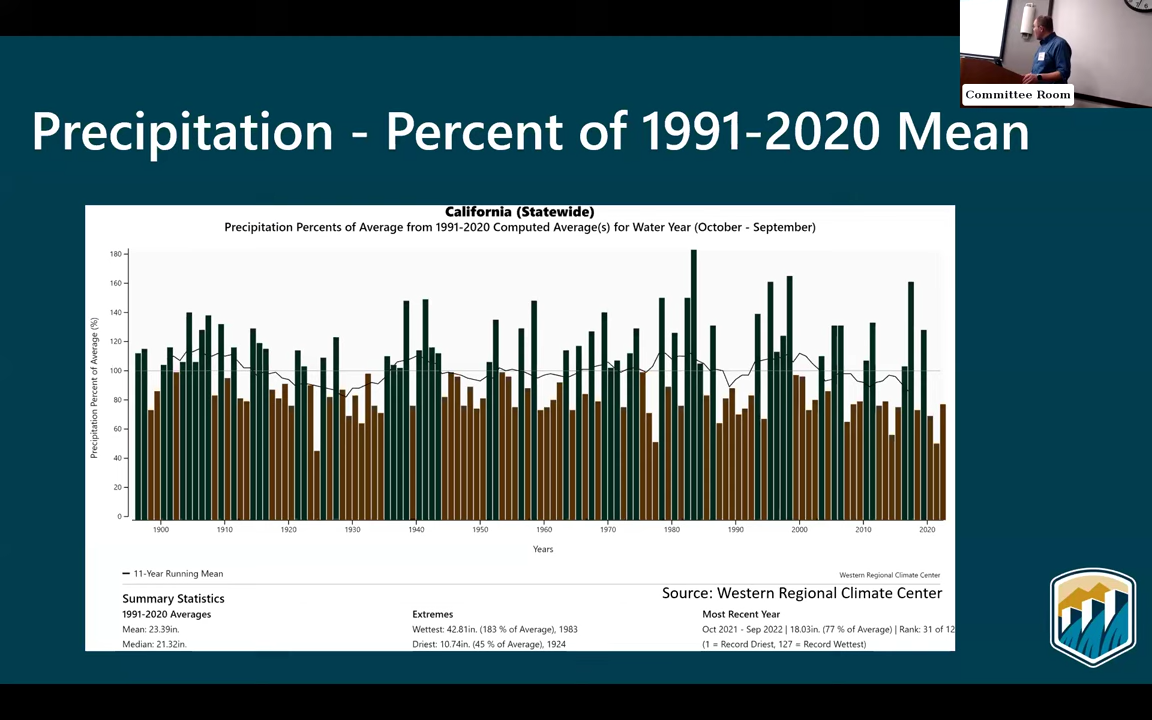 Committee Room
Precipitation - Percent of 1991-2020 Mean
California (Statewide)
Precipitation Percents of Average from 1991-2020 Computed Average(s) for Water Year (October - September)
Precipitation Percent of Average (%)
180
160
140
120
100
80
60
40
20
0
1900 1910 1920 1930 1940 1950 1960 1970 1980 1990 2000 2010 2020
Years
11-Year Running Mean
Western Regional Climate Center
Source: Western Regional Climate Center
Summary Statistics
1991-2020 Averages
Mean: 23.39in.
Median: 21.32in.
Extremes
Wettest: 42.81in. (183 % of Average), 1983
Driest: 10.74in. (45 % of Average), 1924
Most Recent Year
Oct 2021 - Sep 2022 | 18.03in. (77 % of Average) | Rank: 31 of 12
(1 = Record Driest, 127 = Record Wettest)